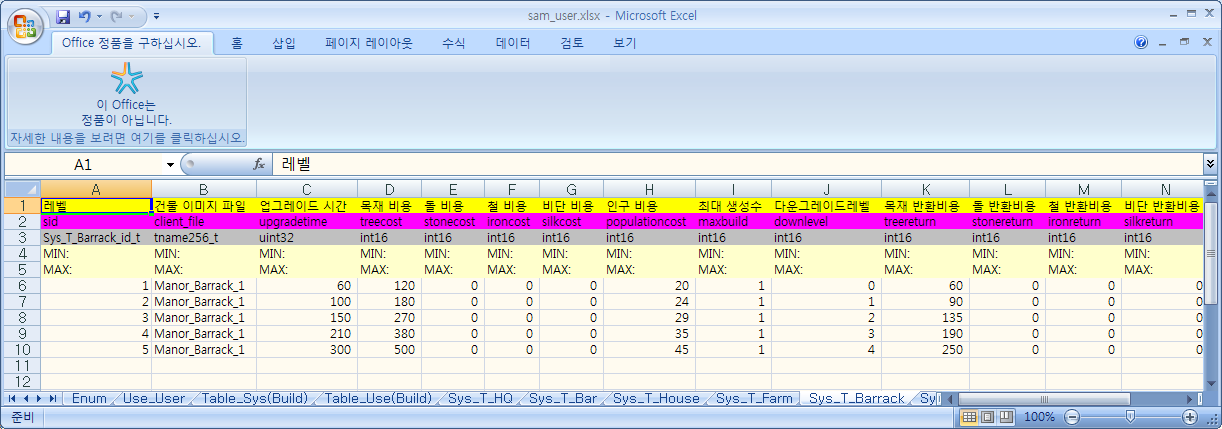 sam_user.xlsx - Microsoft Excel
Office 정품을 구하십시오. 홈 삽입 페이지 레이아웃 수식 데이터 검토 보기
이 Office는
정품이 아닙니다.
자세한 내용을 보려면 여기를 클릭하십시오.
A1 fx 레벨
A B C D E F G H I J K L M N
1 레벨 건물 이미지 파일 업그레이드 시간 목재 비용 돌 비용 철 비용 비단 비용 인구 비용 최대 생성수 다운그레이드레벨 목재 반환비용 돌 반환비용 철 반환비용 비단 반환비용
2 sid client_file upgradetime treecost stonecost ironcost silkcost populationcost maxbuild downlevel treereturn stonereturn ironreturn silkreturn
3 Sys_T_Barrack_id_t tname256_t uint32 int16 int16 int16 int16 int16 int16 int16 int16 int16 int16 int16
4 MIN: MIN: MIN: MIN: MIN: MIN: MIN: MIN: MIN: MIN: MIN: MIN: MIN: MIN:
5 MAX: MAX: MAX: MAX: MAX: MAX: MAX: MAX: MAX: MAX: MAX: MAX: MAX: MAX:
6 1 Manor_Barrack_1 60 120 0 0 0 20 1 0 60 0 0 0
7 2 Manor_Barrack_1 100 180 0 0 0 24 1 1 90 0 0 0
8 3 Manor_Barrack_1 150 270 0 0 0 29 1 2 135 0 0 0
9 4 Manor_Barrack_1 210 380 0 0 0 35 1 3 190 0 0 0
10 5 Manor_Barrack_1 300 500 0 0 0 45 1 4 250 0 0 0
11
12
Enum Use_User Table_Sys(Build) Table_Use(Build) Sys_T_HQ Sys_T_Bar Sys_T_House Sys_T_Farm Sys_T_Barrack Sy
준비 100%